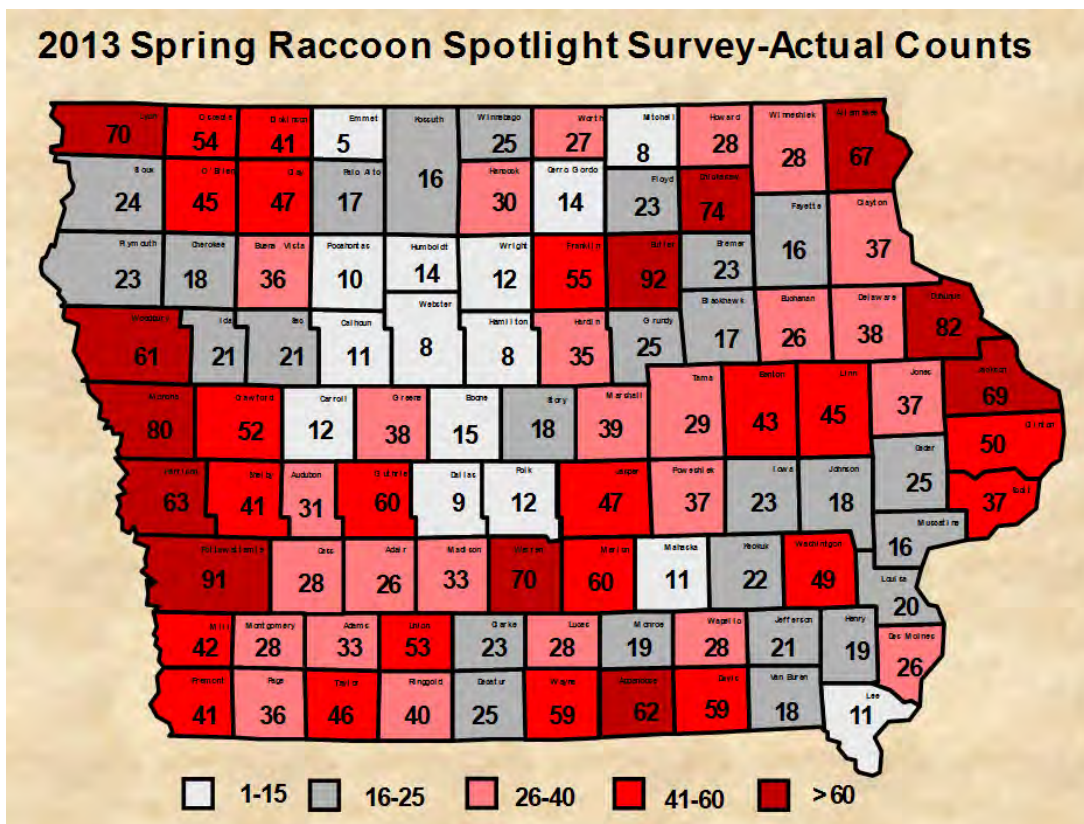 2013 Spring Raccoon Spotlight Survey-Actual Counts
Lyon Osceola Dickinson Emmet Kossuth Winnebago Worth Mitchell Howard Winneshiek Allamakee
70 54 41 5 16 25 27 8 28 28 67
Sioux O'Brien Clay Palo Alto Hancock Cerro Gordo Floyd Chickasaw Fayette Clayton
24 45 47 17 30 14 23 74 16 37
Plymouth Cherokee Buena Vista Pocahontas Humboldt Wright Franklin Butler Bremer
23 18 36 10 14 12 55 92 23
Woodbury Ida Sac Calhoun Webster Hamilton Hardin Grundy Blackhawk Buchanan Delaware Dubuque
61 21 21 11 8 8 35 25 17 26 38 82
Monona Crawford Carroll Greene Boone Story Marshall Tama Benton Linn Jones Jackson
80 52 12 38 15 18 39 29 43 45 37 69
Clinton
50
Harrison Shelby Audubon Guthrie Dallas Polk Jasper Poweshiek Iowa Johnson Cedar Scott
63 41 31 60 9 12 47 37 23 18 25 37
Muscatine
16
Pottawattamie Cass Adair Madison Warren Marion Mahaska Keokuk Washington Louisa
91 28 26 33 70 60 11 22 49 20
Mills Montgomery Adams Union Clarke Lucas Monroe Wapello Jefferson Henry Des Moines
42 28 33 53 23 28 19 28 21 19 26
Fremont Page Taylor Ringgold Decatur Wayne Appanoose Davis Van Buren Lee
41 36 46 40 25 59 62 59 18 11
1-15 16-25 26-40 41-60 >60